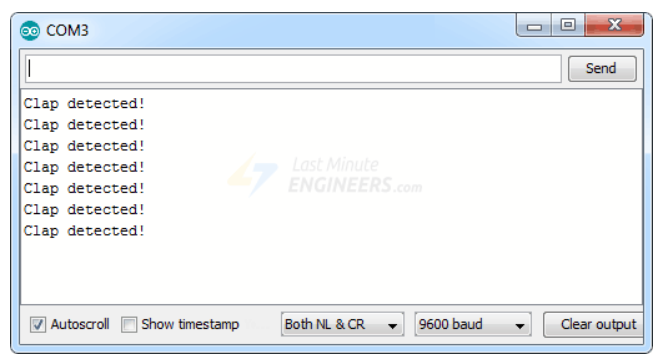 COM3
Send
Clap detected!
Clap detected!
Clap detected!
Clap detected!
Clap detected!
Clap detected!
Clap detected!
Last Minute
ENGINEERS.com
Autoscroll Show timestamp Both NL & CR 9600 baud Clear output